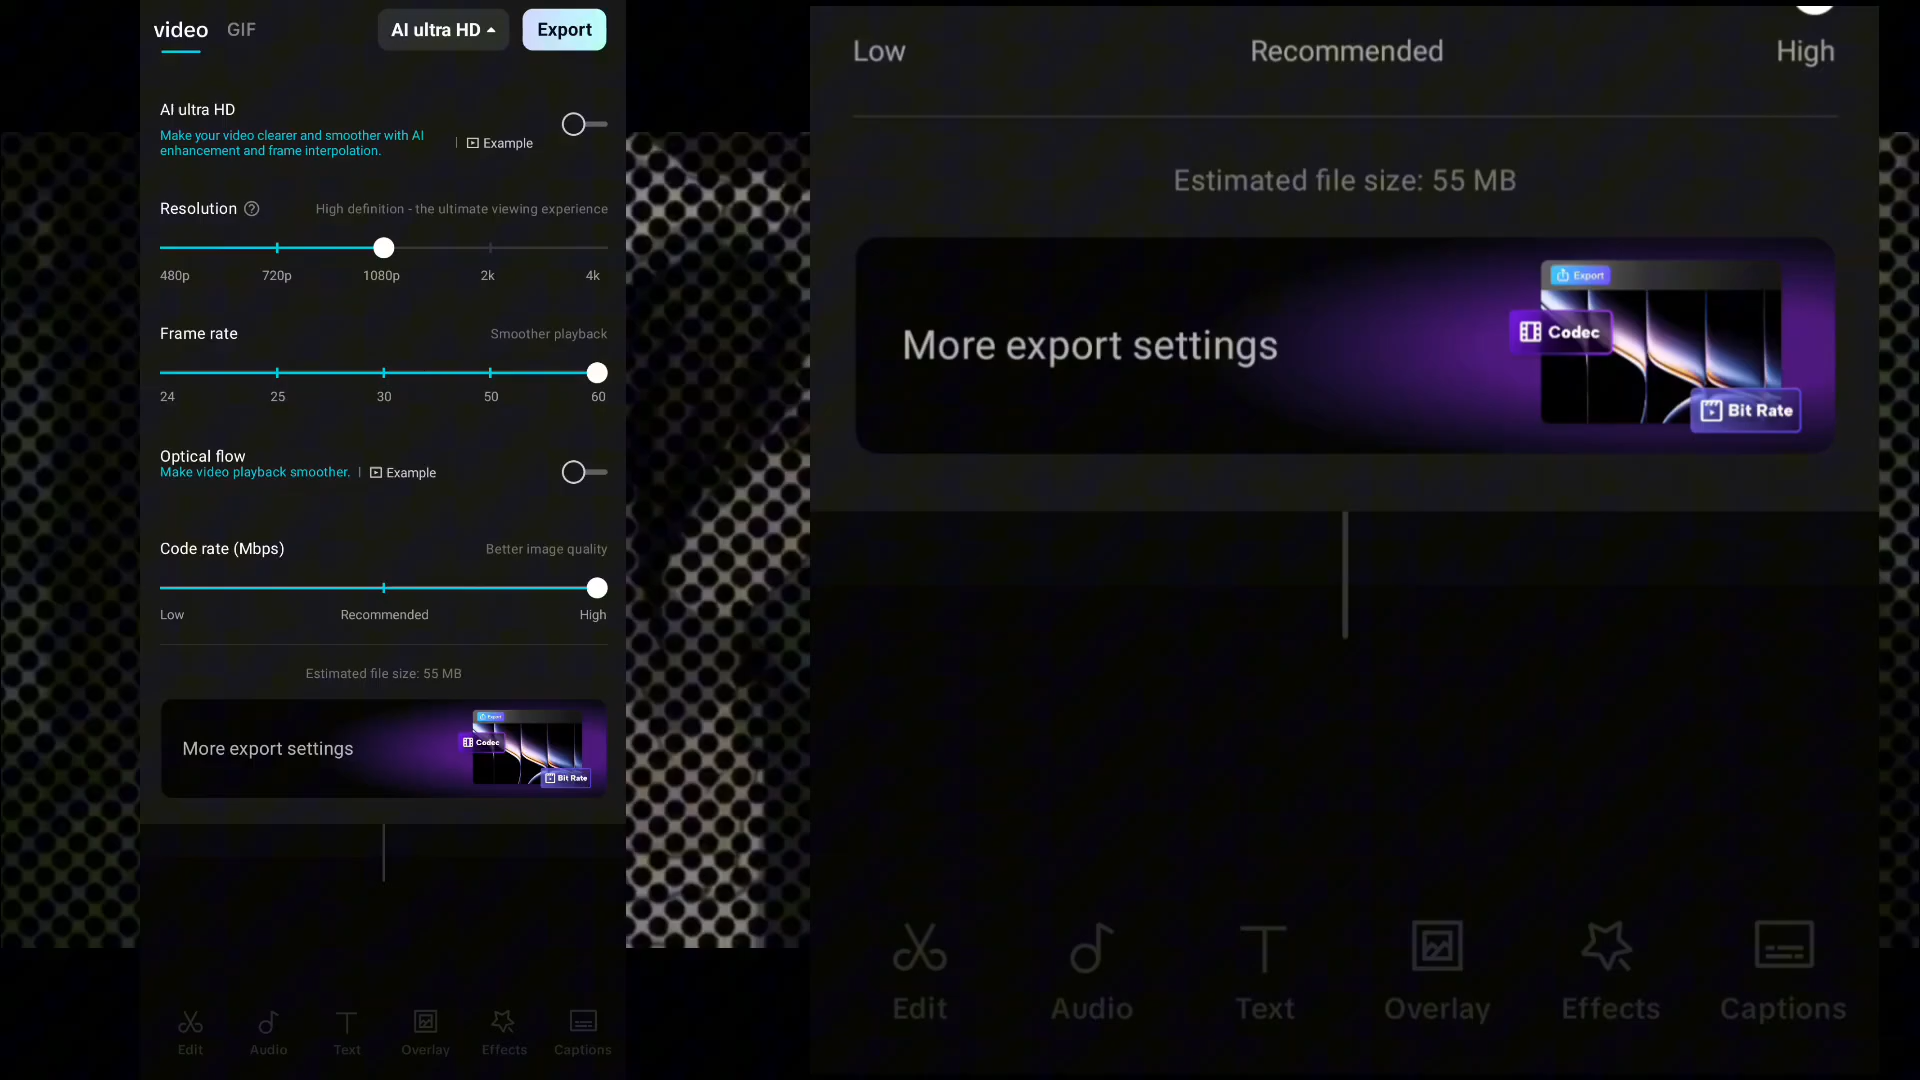 video
GIF
AI ultra HD
Export
AI ultra HD
Make your video clearer and smoother with AI
enhancement and frame interpolation.
Example
Resolution
High definition - the ultimate viewing experience
480p
720p
1080p
2k
4k
Frame rate
Smoother playback
24
25
30
50
60
Optical flow
Make video playback smoother.
Example
Code rate (Mbps)
Better image quality
Low
Recommended
High
Estimated file size: 55 MB
More export settings
Export
Codec
Bit Rate
Edit
Audio
Text
Overlay
Effects
Captions
Low
Recommended
High
Estimated file size: 55 MB
More export settings
Export
Codec
Bit Rate
Edit
Audio
Text
Overlay
Effects
Captions